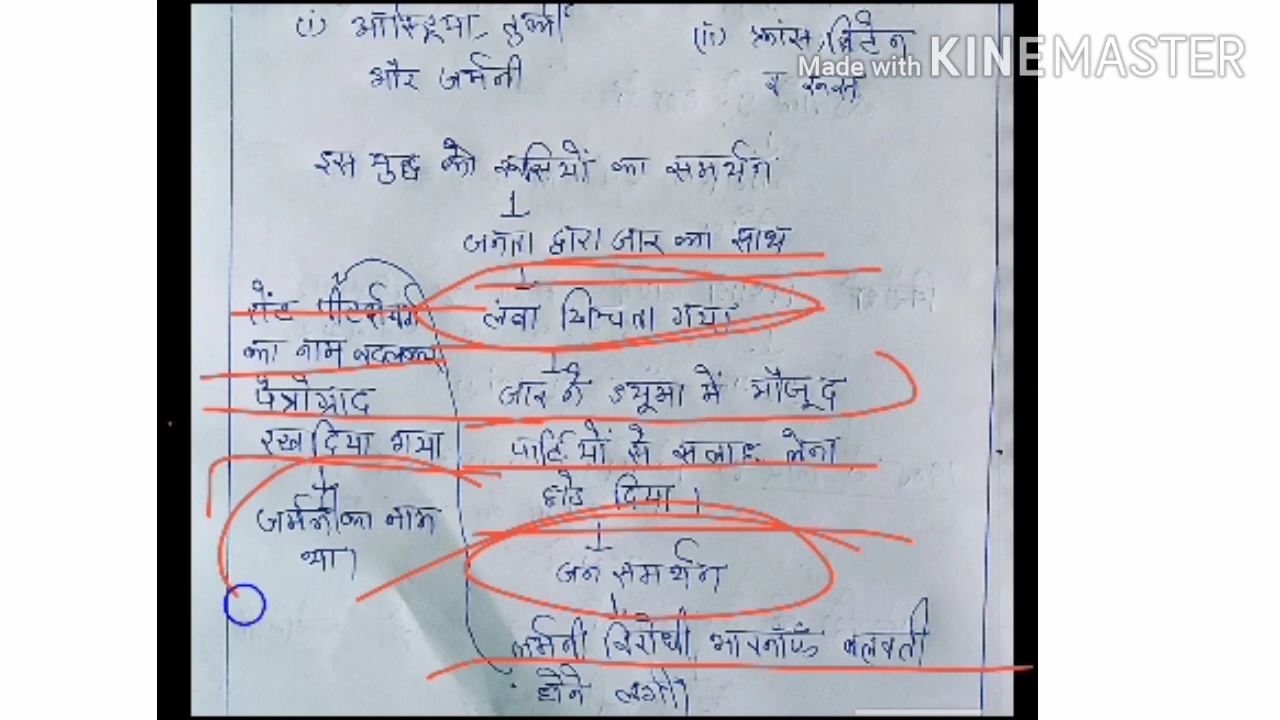 (i) ऑस्ट्रिया, तुर्की
और जर्मनी
(ii) फ्रांस, ब्रिटेन
व रूस
Made with KINEMASTER
इस युद्ध को रूसियों का समर्थन
जनता द्वारा जार का साथ
लंबा खिंचता गया
जार ने ड्यूमा में मौजूद
पार्टियों से सलाह लेना
छोड दिया।
जन समर्थन
जर्मनी विरोधी भावनाएँ बलवती
होने लगी।
सेंट पीटर्सबर्ग
का नाम बदलकर
पेत्रोग्राद
रख दिया गया
जर्मनी का नाम
था।